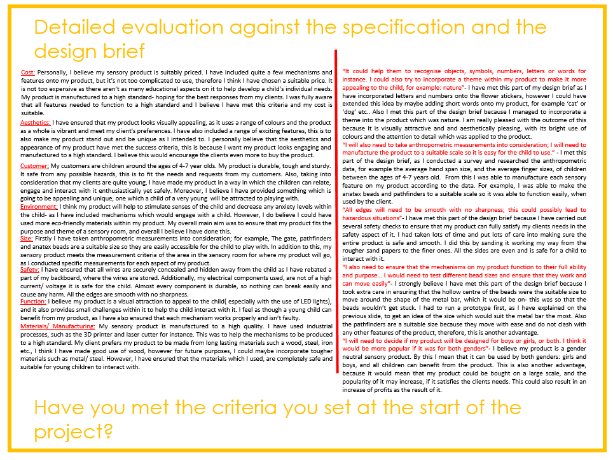 Detailed evaluation against the specification and the
design brief
Cost: Personally, I believe my sensory product is suitably priced. I have included quite a few mechanisms and
features onto my product, but it's not too complicated to use, therefore I think I have chosen a suitable price. It
is not too expensive as there aren't as many educational aspects on it to help develop a child's individual needs.
My product is manufactured to a high standard- hoping for the best responses from my clients. I was fully aware
that all features needed to function to a high standard and I believe I have met this criteria and my cost is
suitable.
Aesthetics: I have ensured that my product looks visually appealing, as it uses a range of colours and the product
as a whole is vibrant and meet my client's preferences. I have also included a range of exciting features, this is to
also make my product stand out and be unique as I intended to. I personally believe that the aesthetics and
appearance of my product have met the success criteria, this is because I want my product looks engaging and
manufactured to a high standard. I believe this would encourage the clients even more to buy the product.
Customer: My customers are children around the ages of 4-7 year olds. My product is durable, tough and sturdy.
It safe from any possible hazards, this is to fit the needs and requests from my customers. Also, taking into
consideration that my clients are quite young, I have made my product in a way in which the children can relate,
engage and interact with it enthusiastically yet safely. Moreover, I believe I have provided something which is
going to be appealing and unique, one which a child of a very young will be attracted to playing with.
Environment: I think my product will help to stimulate senses of the child and decrease any anxiety levels within
the child- as I have included mechanisms which would engage with a child. However, I do believe I could have
used more eco-friendly materials within my product. My overall main aim was to ensure that my product fits the
purpose and theme of a sensory room, and overall I believe I have done this.
Size: Firstly I have taken anthropometric measurements into consideration; for example, The gate, pathfinders
and anatex beads are a suitable size so they are easily accessible for the child to play with. In addition to this, my
sensory product meets the measurement criteria of the area in the sensory room for where my product will go,
as I conducted specific measurements for each aspect of my product.
Safety: I have ensured that all wires are securely concealed and hidden away from the child as I have rebated a
part of my backboard, where the wires are stored. Additionally, my electrical components used, are not of a high
current/ voltage it is safe for the child. Almost every component is durable, so nothing can break easily and
cause any harm. All the edges are smooth with no sharpness.
Function: I believe my product is a visual attraction to appeal to the child( especially with the use of LED lights),
and it also provides small challenges within it to help the child interact with it. I feel as though a young child can
benefit from my product, as I have also ensured that each mechanism works properly and isn't faulty.
Materials/ Manufacturing: My sensory product is manufactured to a high quality. I have used industrial
processes, such as the 3D printer and laser cutter for instance. This was to help the mechanisms to be produced
to a high standard. My client prefers my product to be made from long lasting materials such a wood, steel, iron
etc., I think I have made good use of wood, however for future purposes, I could maybe incorporate tougher
materials such as metal/ steel. However, I have ensured that the materials which I used, are completely safe and
suitable for young children to interact with.
"It could help them to recognise objects, symbols, numbers, letters or words for
instance. I could also try to incorporate a theme within my product to make it more
appealing to the child, for example: nature"- I have met this part of my design brief as I
have incorporated letters and numbers onto the flower stickers, however I could have
extended this idea by maybe adding short words onto my product, for example 'cat' or
'dog' etc.. Also I met this part of the design brief because I managed to incorporate a
theme into the product which was nature. I am really pleased with the outcome of this
because it is visually attractive and and aesthetically pleasing, with its bright use of
colours and the attention to detail which was applied to the product.
"I will also need to take anthropometric measurements into consideration; I will need to
manufacture the product to a suitable scale so it is easy for the child to use."- I met this
part of the design brief, as I conducted a survey and researched the anthropometric
data, for example the average hand span size, and the average finger sizes, of children
between the ages of 4-7 years old. From this I was able to manufacture each sensory
feature on my product according to the data. For example, I was able to make the
anatex beads and pathfinders to a suitable scale so it was able to function easily, when
used by the client.
"All edges will need to be smooth with no sharpness, this could possibly lead to
hazardous situations"- I have met this part of the design brief because I have carried out
several safety checks to ensure that my product can fully satisfy my clients needs in the
safety aspect of it. I had taken lots of time and put lots of care into making sure the
entire product is safe and smooth. I did this by sanding it working my way from the
rougher sand papers to the finer ones. All the sides are even and is safe for a child to
interact with it.
"I also need to ensure that the mechanisms on my product function to their full ability
and purpose. . I would need to test different bead sizes and ensure that they work and
can move easily"- I strongly believe I have met this part of the design brief because I
took extra care in ensuring that the hollow centre of the beads were the suitable size to
move around the shape of the metal bar, which it would be on- this was so that the
beads wouldn't get stuck. I had to run a prototype first, as I have explained on the
previous slide, to get an idea of the size which would suit the metal bar the most. Also
the pathfinders are a suitable size because they move with ease and do not clash with
any other features of the product, therefore, this is another advantage.
"I will need to decide if my product will be designed for boys or girls, or both. I think it
would be more popular if it was for both genders"- I believe my product is a gender
neutral sensory product. By this I mean that it can be used by both genders: girls and
boys, and all children can benefit from the product. This is also another advantage,
because it would mean that my product could be bought on a large scale, and the
popularity of it may increase, if it satisfies the clients needs. This could also result in an
increase of profits as the result of it.
Have you met the criteria you set at the start of the
project?